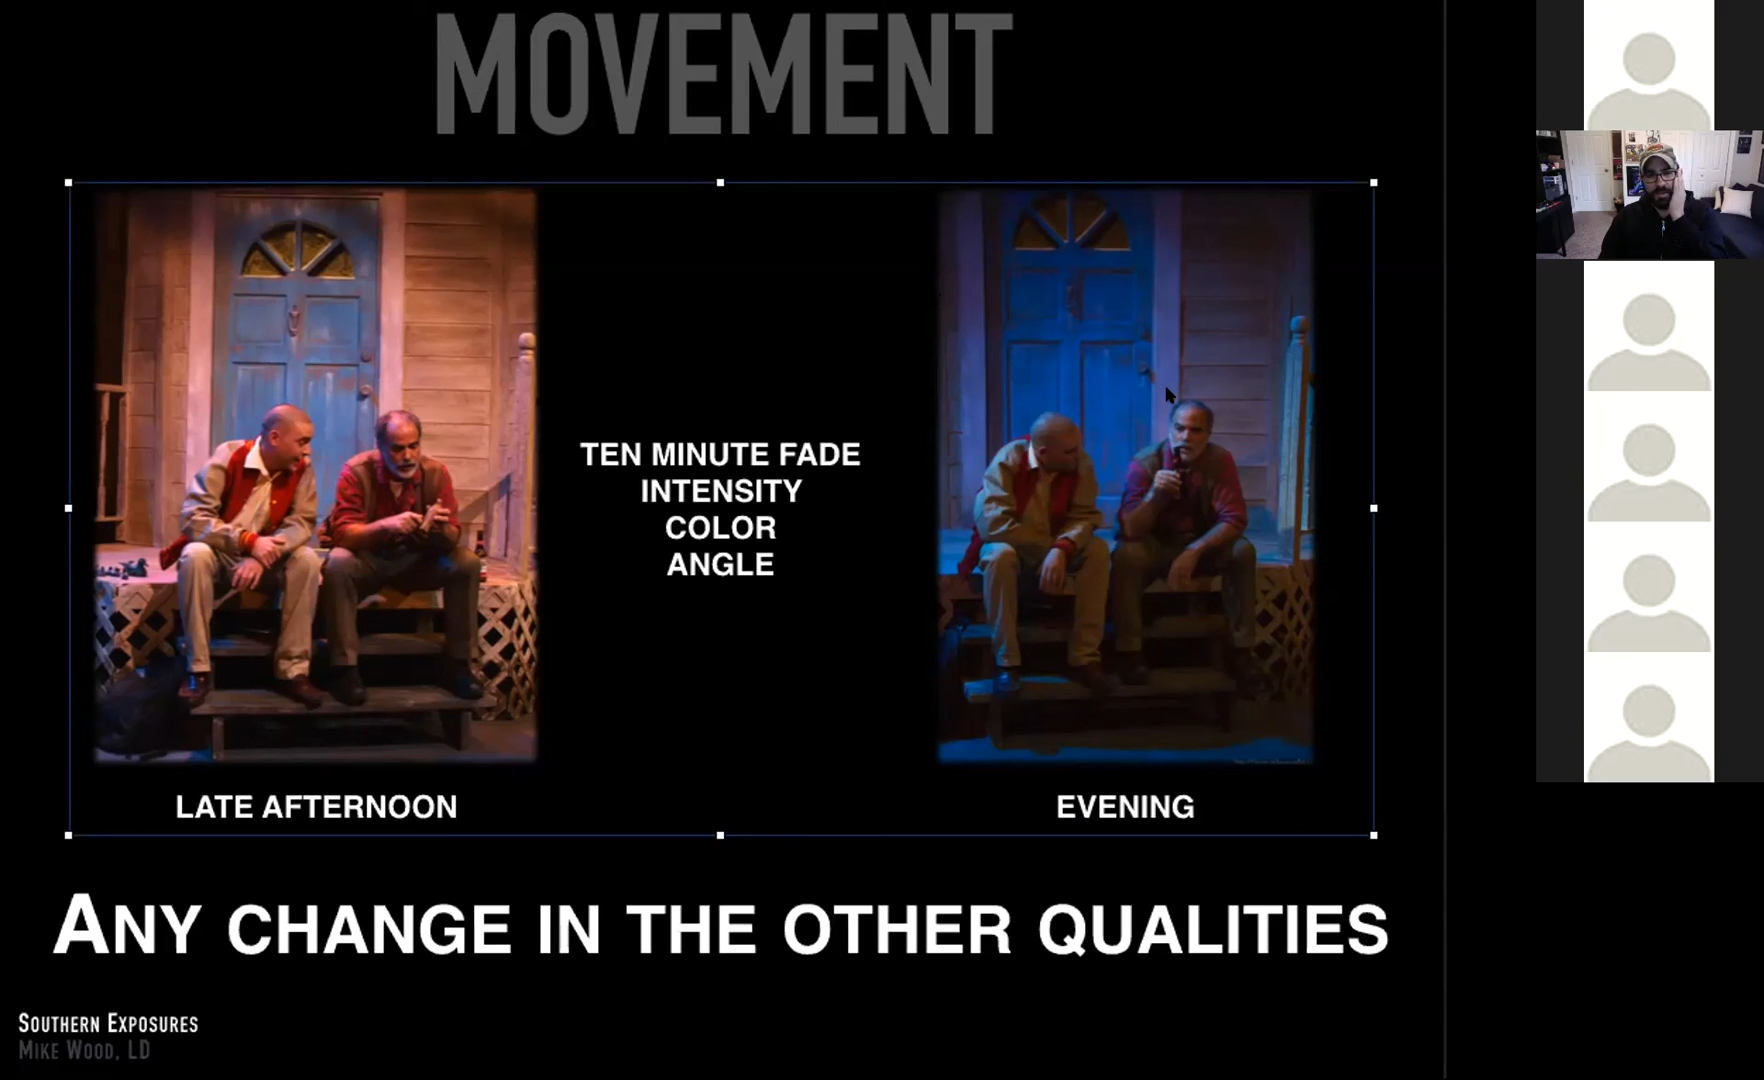 MOVEMENT
TEN MINUTE FADE
INTENSITY
COLOR
ANGLE
LATE AFTERNOON
EVENING
ANY CHANGE IN THE OTHER QUALITIES
SOUTHERN EXPOSURES
MIKE WOOD, LD